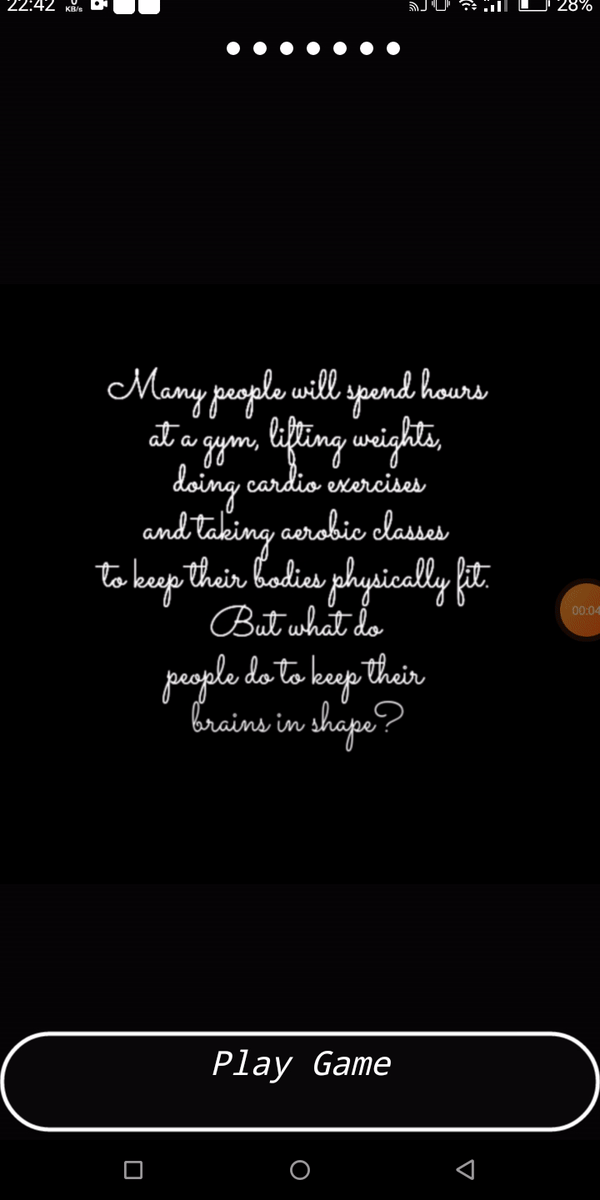 22:42 0 KB/s 28%
Many people will spend hours
at a gym, lifting weights,
doing cardio exercises
and taking aerobic classes
to keep their bodies physically fit.
But what do
people do to keep their
brains in shape?
00:04
Play Game